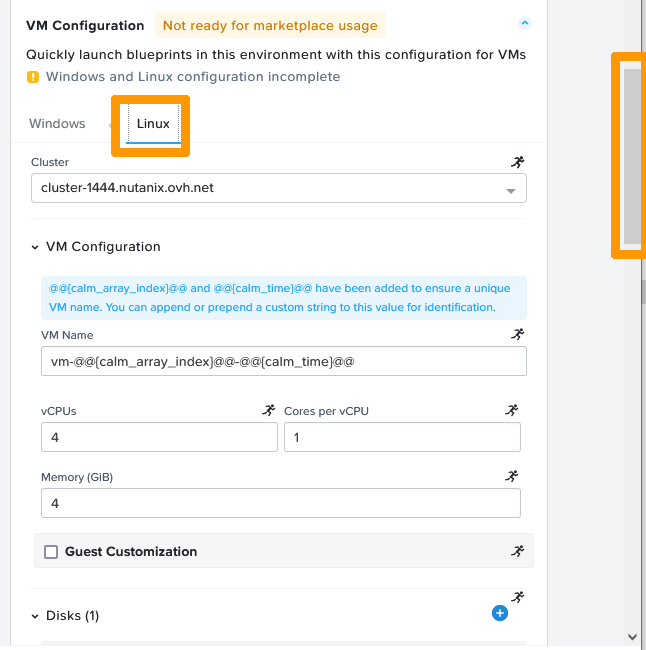 VM Configuration Not ready for marketplace usage
Quickly launch blueprints in this environment with this configuration for VMs
Windows and Linux configuration incomplete
Windows Linux
Cluster
cluster-1444.nutanix.ovh.net
VM Configuration
@@{calm_array_index}@@ and @@{calm_time}@@ have been added to ensure a unique
VM name. You can append or prepend a custom string to this value for identification.
VM Name
vm-@@{calm_array_index}@@-@@{calm_time}@@
vCPUs Cores per vCPU
4 1
Memory (GiB)
4
Guest Customization
Disks (1)